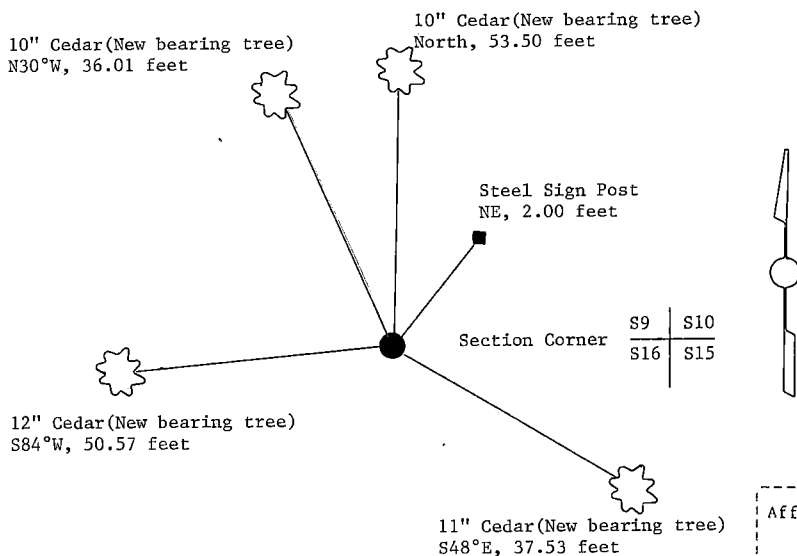 10" Cedar(New bearing tree)
North, 53.50 feet
10" Cedar(New bearing tree)
N30°W, 36.01 feet
Steel Sign Post
NE, 2.00 feet
Section Corner
S9 S10
S16 S15
12" Cedar(New bearing tree)
S84°W, 50.57 feet
11" Cedar(New bearing tree)
S48°E, 37.53 feet
Aff